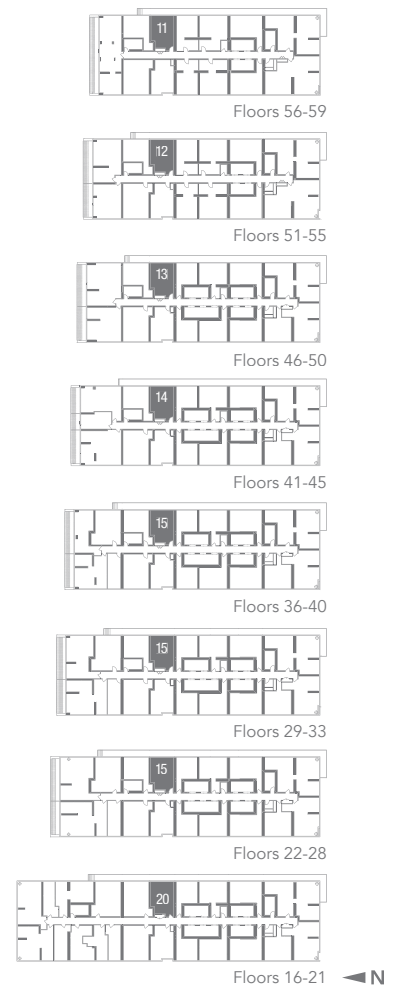 11
Floors 56-59
12
Floors 51-55
13
Floors 46-50
14
Floors 41-45
15
Floors 36-40
15
Floors 29-33
15
Floors 22-28
20
Floors 16-21 N